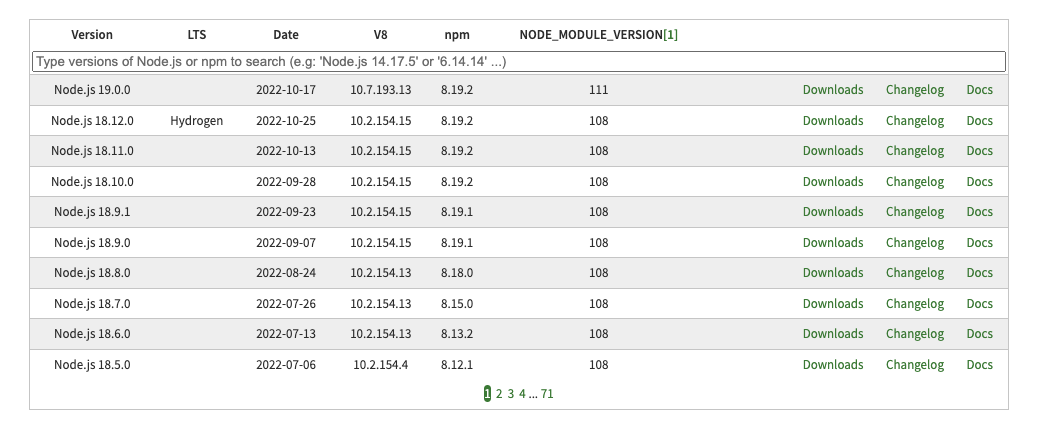 Version LTS Date V8 npm NODE_MODULE_VERSION[1]
Type versions of Node.js or npm to search (e.g: 'Node.js 14.17.5' or '6.14.14' ...)
Node.js 19.0.0 2022-10-17 10.7.193.13 8.19.2 111 Downloads Changelog Docs
Node.js 18.12.0 Hydrogen 2022-10-25 10.2.154.15 8.19.2 108 Downloads Changelog Docs
Node.js 18.11.0 2022-10-13 10.2.154.15 8.19.2 108 Downloads Changelog Docs
Node.js 18.10.0 2022-09-28 10.2.154.15 8.19.2 108 Downloads Changelog Docs
Node.js 18.9.1 2022-09-23 10.2.154.15 8.19.1 108 Downloads Changelog Docs
Node.js 18.9.0 2022-09-07 10.2.154.15 8.19.1 108 Downloads Changelog Docs
Node.js 18.8.0 2022-08-24 10.2.154.13 8.18.0 108 Downloads Changelog Docs
Node.js 18.7.0 2022-07-26 10.2.154.13 8.15.0 108 Downloads Changelog Docs
Node.js 18.6.0 2022-07-13 10.2.154.13 8.13.2 108 Downloads Changelog Docs
Node.js 18.5.0 2022-07-06 10.2.154.4 8.12.1 108 Downloads Changelog Docs
1 2 3 4 ... 71